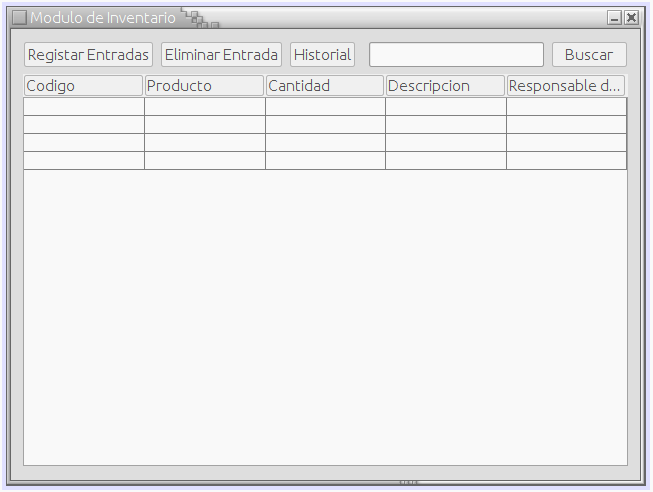 Modulo de Inventario
Registar Entradas Eliminar Entrada Historial Buscar
Codigo Producto Cantidad Descripcion Responsable d...